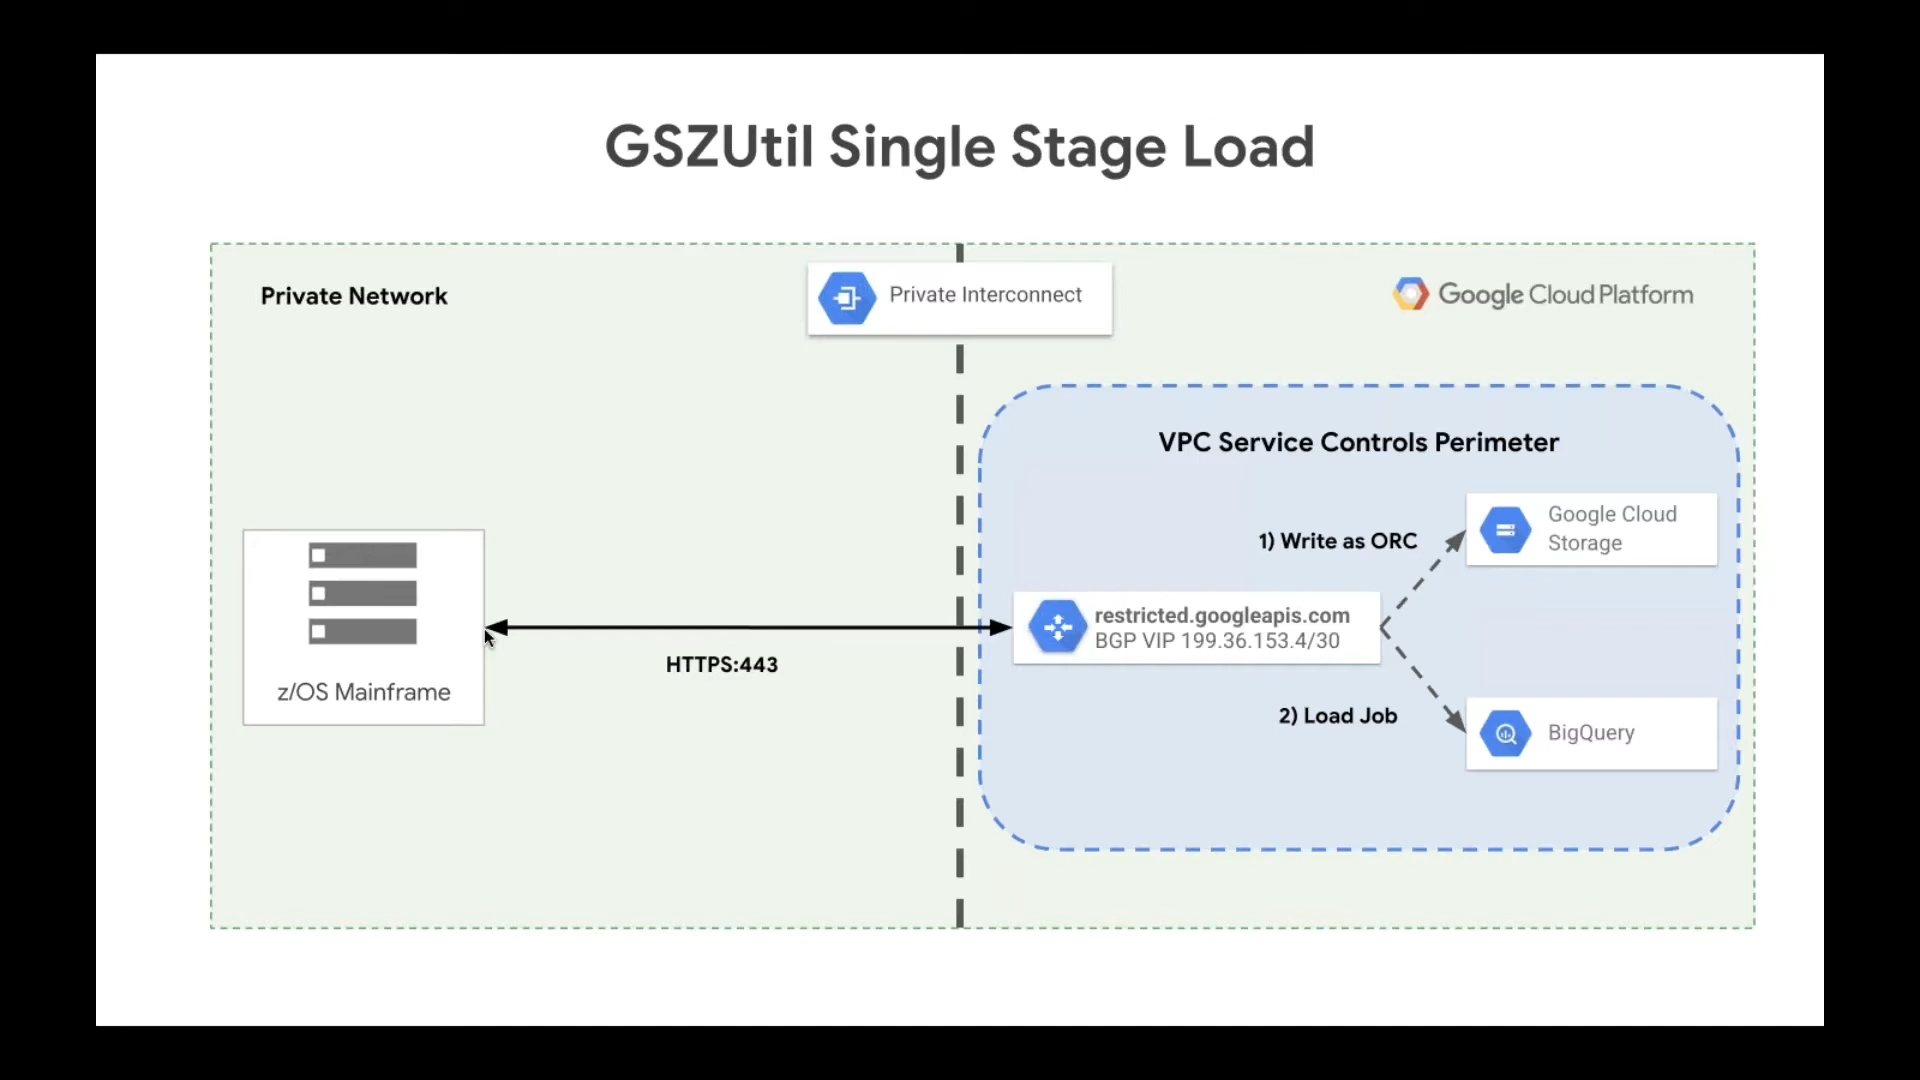 GSZUtil Single Stage Load
Private Network
Private Interconnect
Google Cloud Platform
VPC Service Controls Perimeter
1) Write as ORC
Google Cloud
Storage
restricted.googleapis.com
BGP VIP 199.36.153.4/30
HTTPS:443
z/OS Mainframe
2) Load Job
BigQuery